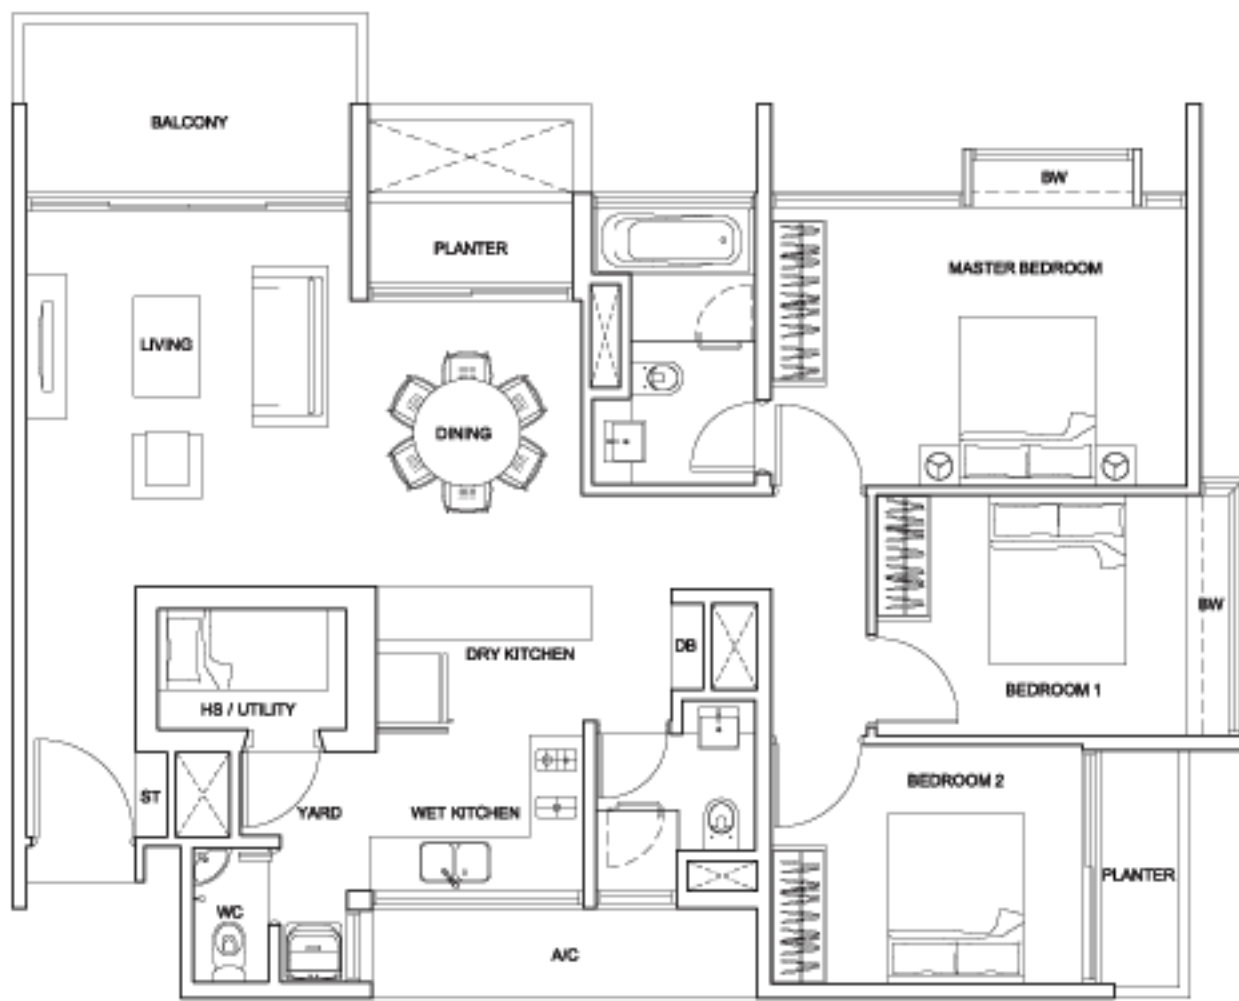 BALCONY
BW
PLANTER
MASTER BEDROOM
LIVING
DINING
BW
DB
DRY KITCHEN
BEDROOM 1
HS / UTILITY
BEDROOM 2
ST
YARD
WET KITCHEN
PLANTER
WC
A/C